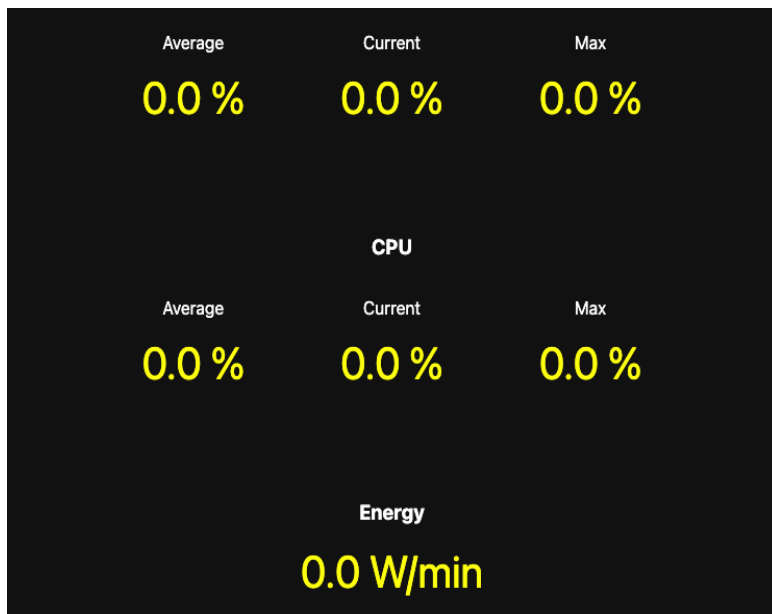 Average Current Max
0.0 % 0.0 % 0.0 %
CPU
Average Current Max
0.0 % 0.0 % 0.0 %
Energy
0.0 W/min